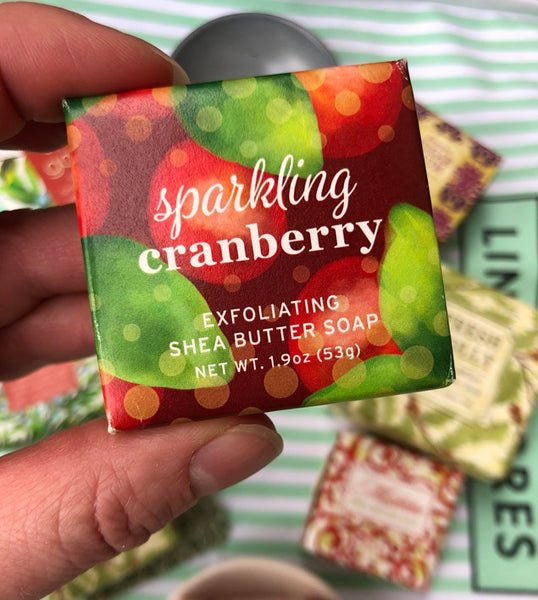 sparkling
cranberry
EXFOLIATING
SHEA BUTTER SOAP
NET WT. 1.9oz (53g)